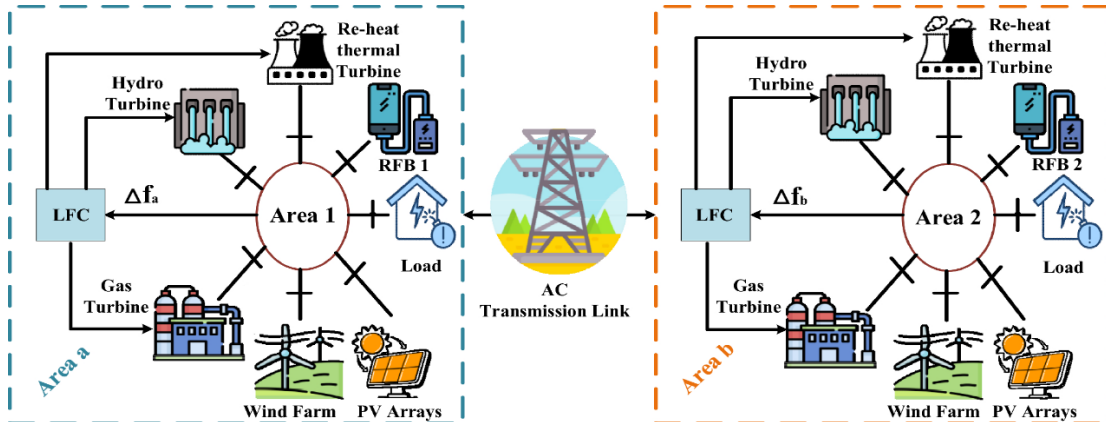 Re-heat
thermal
Turbine
Hydro
Turbine
RFB 1
LFC
Δfa
Area 1
Load
Gas
Turbine
Area a
Wind Farm
PV Arrays
AC
Transmission Link
Re-heat
thermal
Turbine
Hydro
Turbine
RFB 2
LFC
Δfb
Area 2
Load
Gas
Turbine
Area b
Wind Farm
PV Arrays